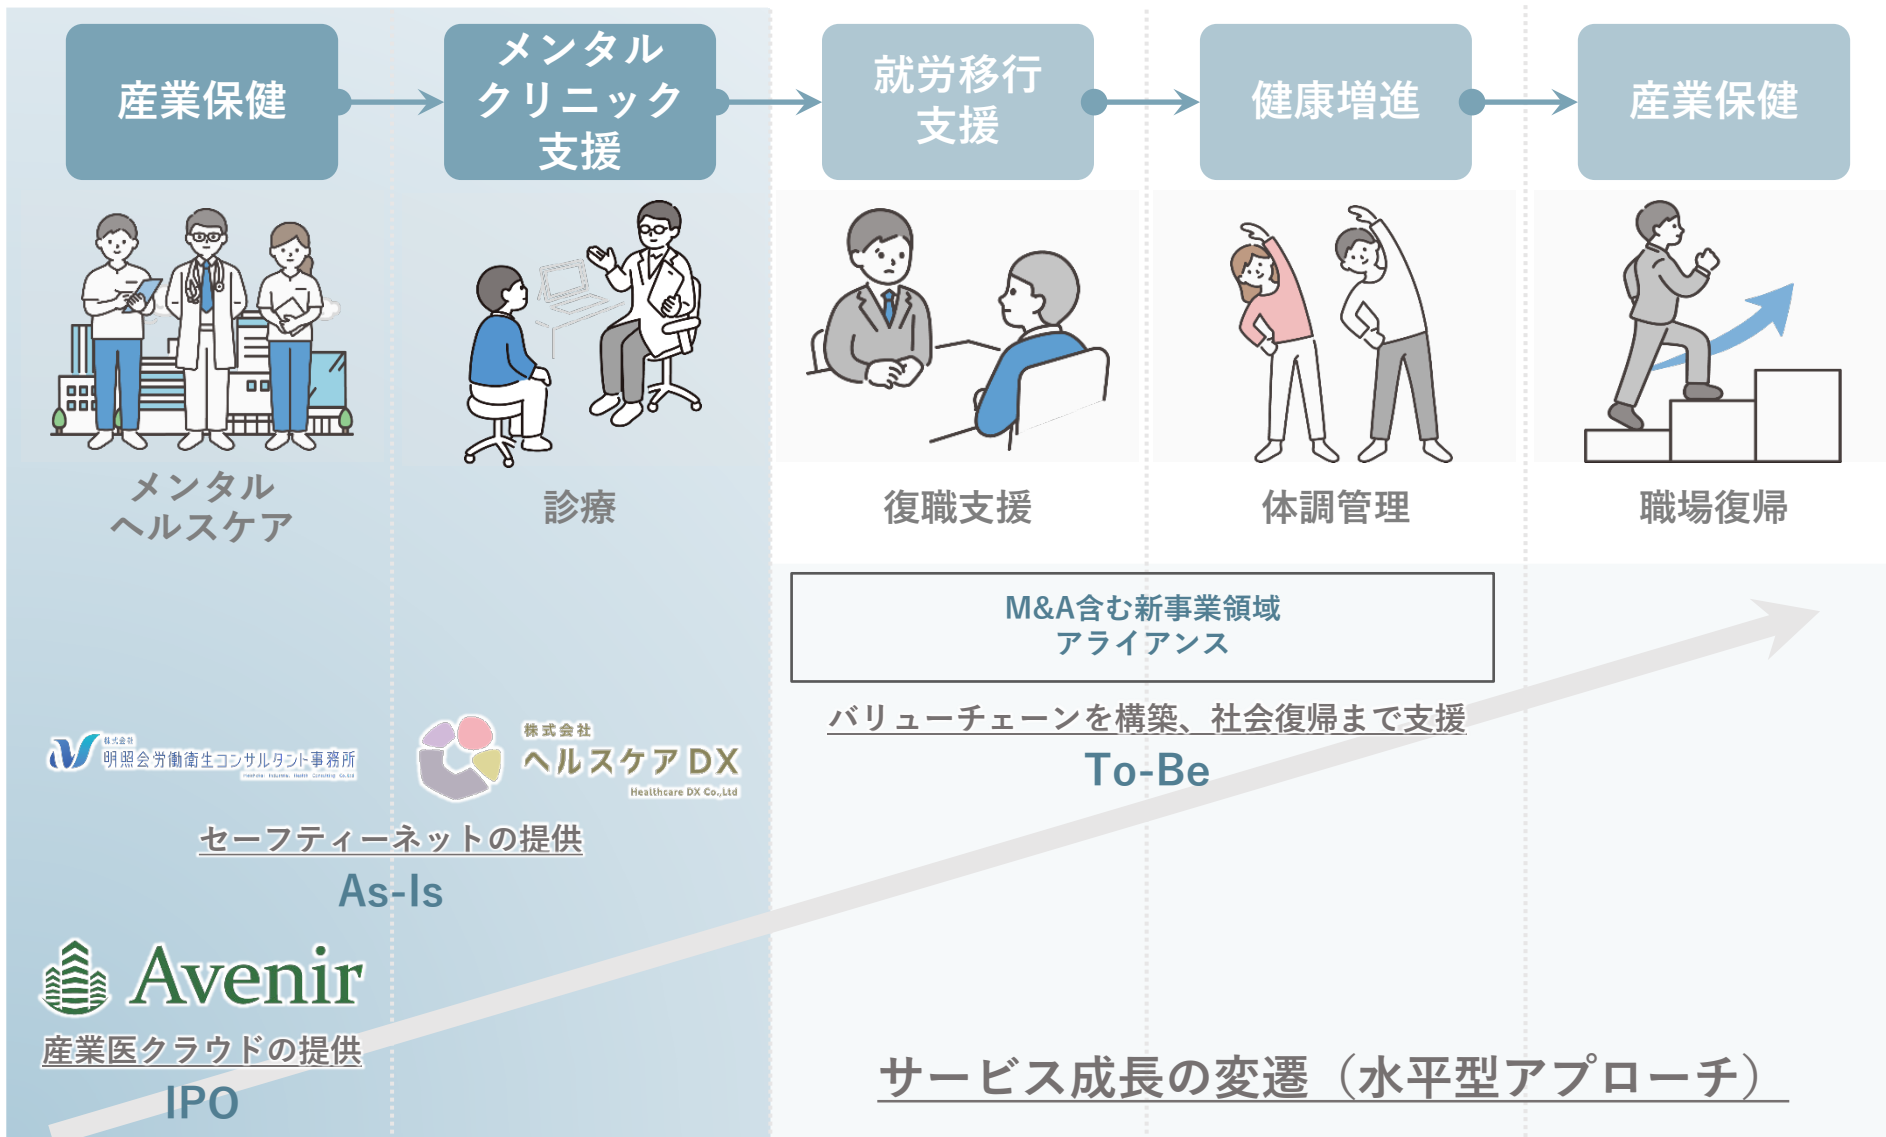 産業保健
メンタル
クリニック
支援
就労移行
支援
健康増進
産業保健
メンタル
ヘルスケア
診療
復職支援
体調管理
職場復帰
M&A含む新事業領域
アライアンス
バリューチェーンを構築、社会復帰まで支援
To-Be
株式会社
明照会労働衛生コンサルタント事務所
株式会社
ヘルスケアDX
Healthcare DX Co.,Ltd
セーフティーネットの提供
As-Is
Avenir
産業医クラウドの提供
IPO
サービス成長の変遷（水平型アプローチ）